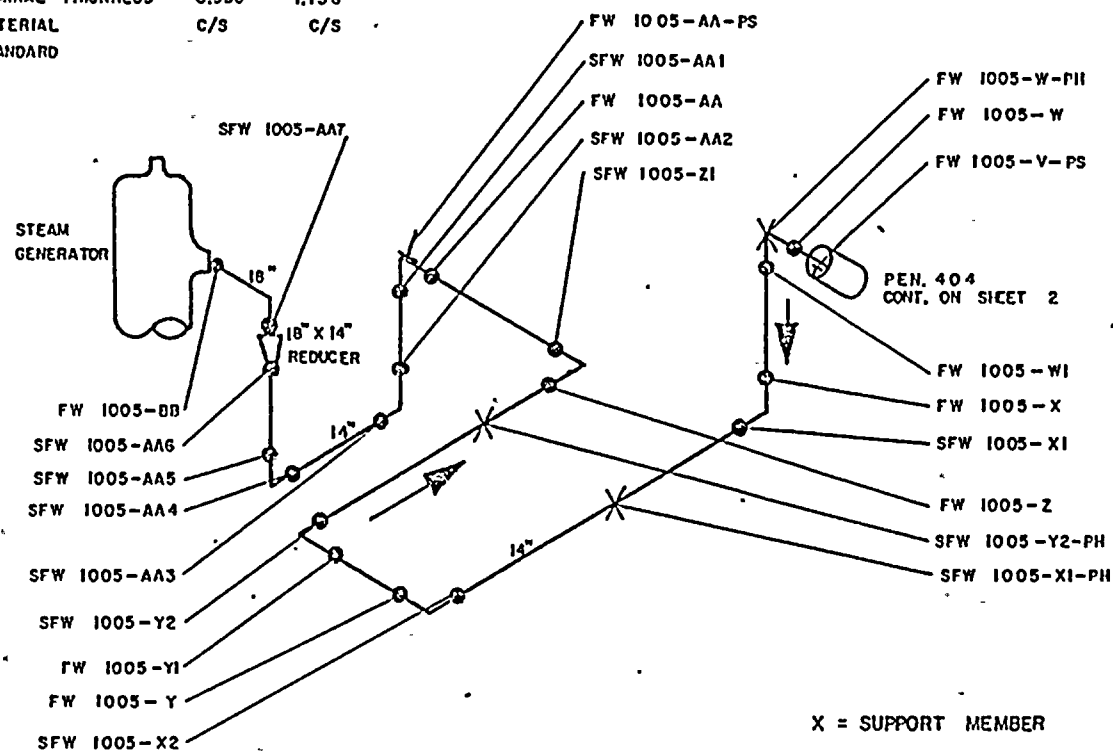 C/S C/S
FW 1005-AA-PS
SFW 1005-AA1
FW 1005-AA
SFW 1005-AA2
SFW 1005-Z1
FW 1005-W-PH
FW 1005-W
FW 1005-V-PS
SFW 1005-AA7
STEAM
GENERATOR
18"
18" X 14"
REDUCER
PEN. 404
CONT. ON SHEET 2
FW 1005-BB
SFW 1005-AA6
SFW 1005-AA5
SFW 1005-AA4
14"
FW 1005-W1
FW 1005-X
SFW 1005-X1
FW 1005-Z
SFW 1005-Y2-PH
SFW 1005-X1-PH
14"
SFW 1005-AA3
SFW 1005-Y2
FW 1005-Y1
FW 1005-Y
SFW 1005-X2
X = SUPPORT MEMBER